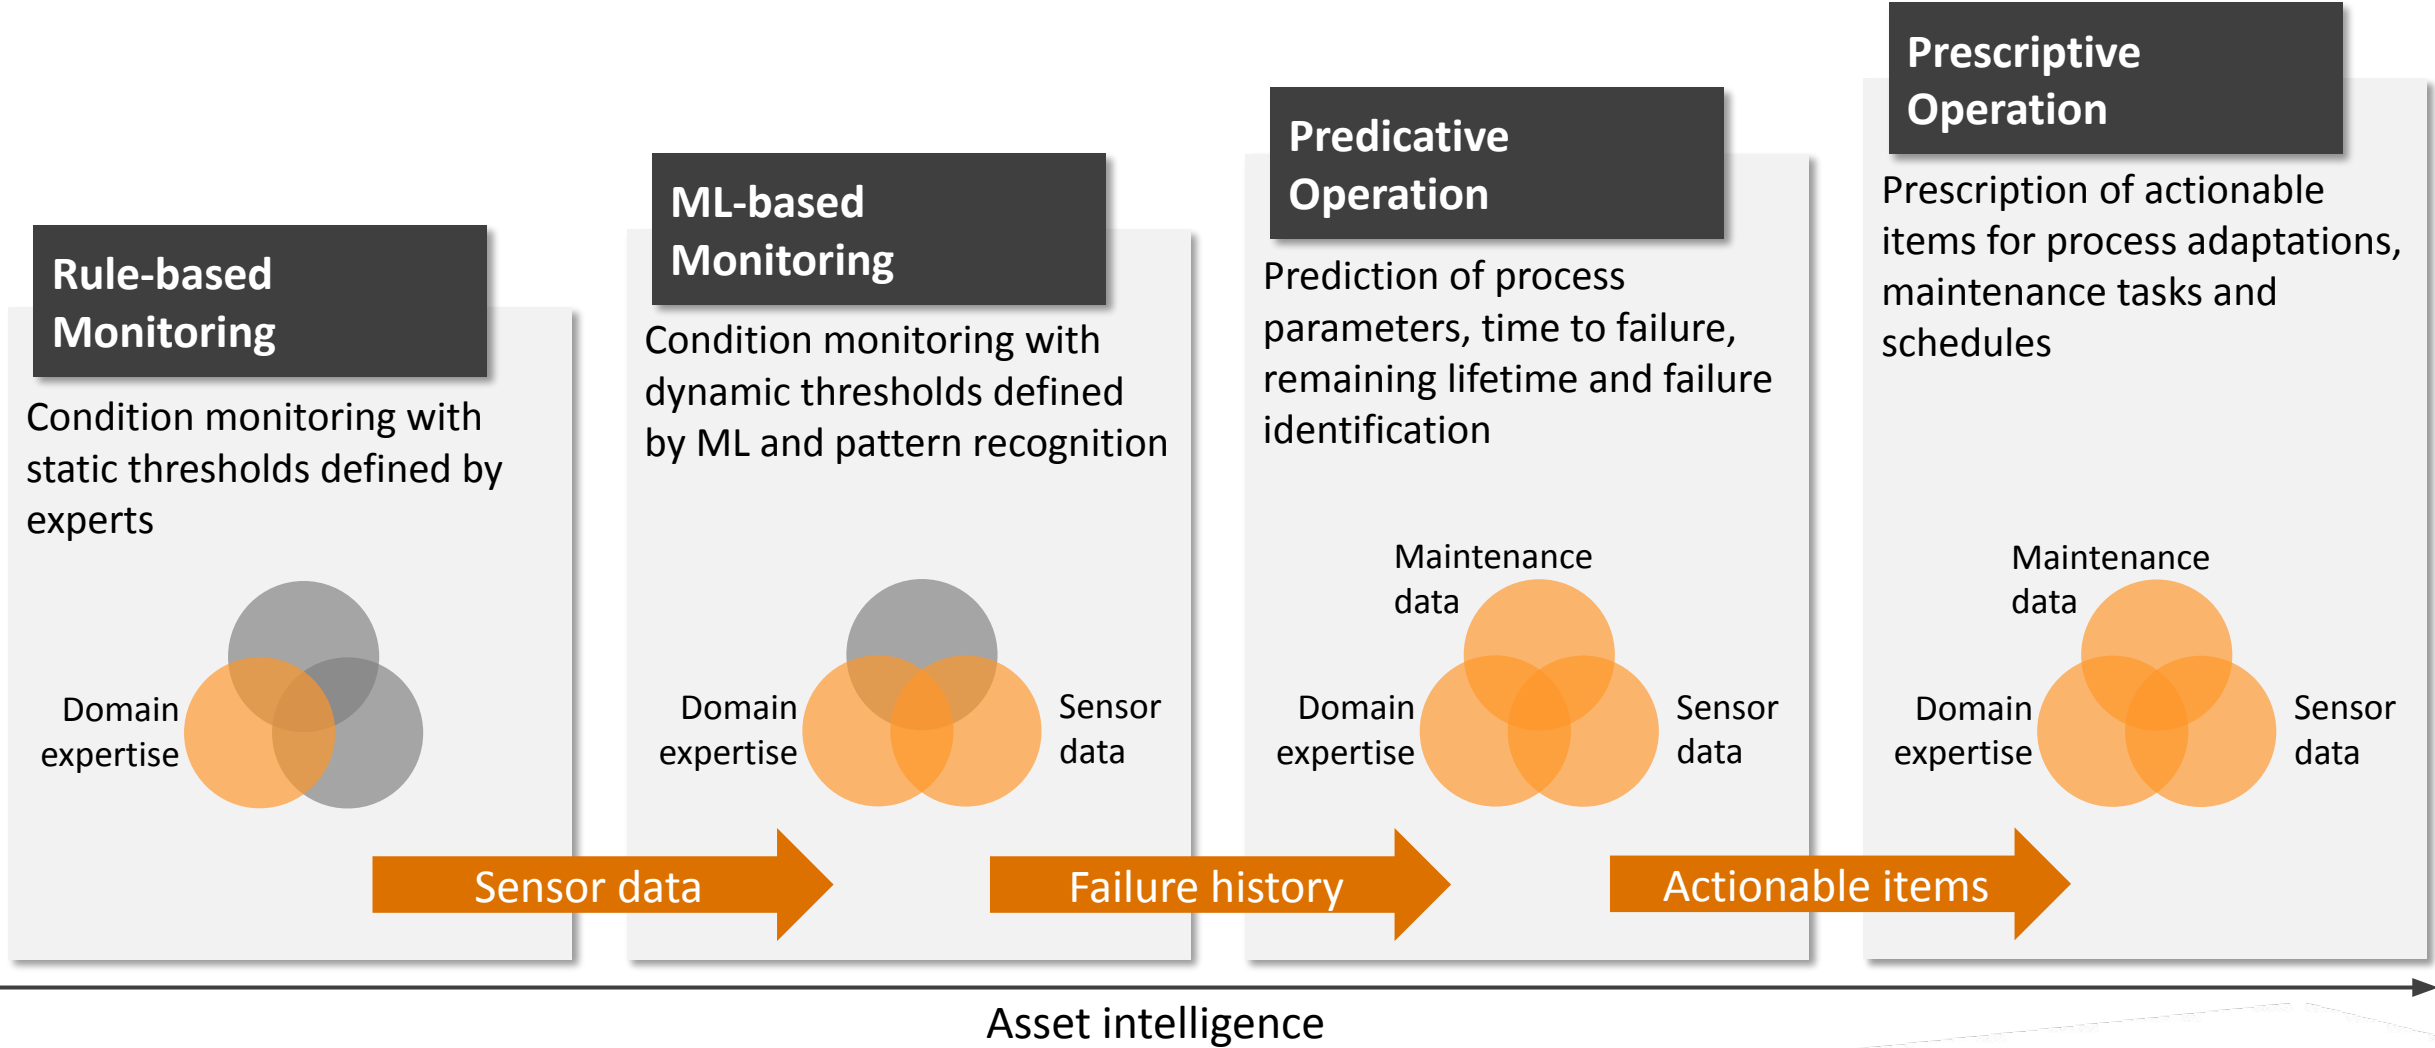 Rule-based
Monitoring
Condition monitoring with
static thresholds defined by
experts
Domain
expertise
Sensor data
ML-based
Monitoring
Condition monitoring with
dynamic thresholds defined
by ML and pattern recognition
Domain
expertise
Sensor
data
Failure history
Predicative
Operation
Prediction of process
parameters, time to failure,
remaining lifetime and failure
identification
Maintenance
data
Domain
expertise
Sensor
data
Actionable items
Prescriptive
Operation
Prescription of actionable
items for process adaptations,
maintenance tasks and
schedules
Maintenance
data
Domain
expertise
Sensor
data
Asset intelligence